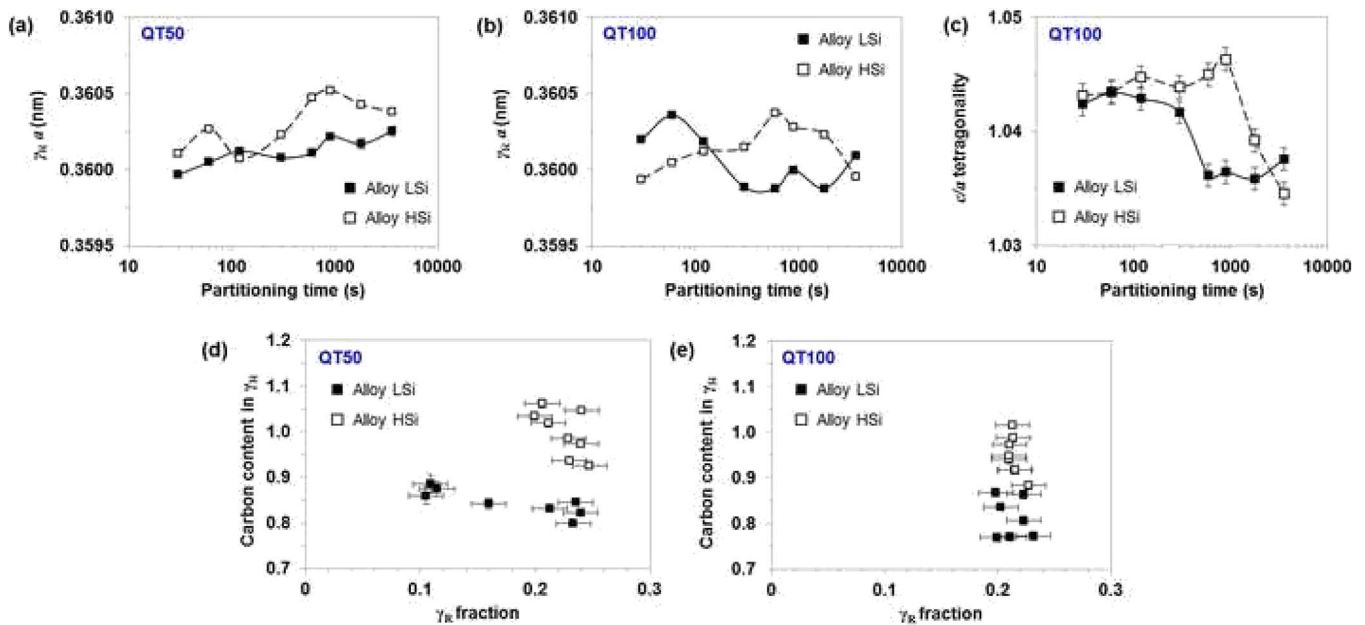 (a)
QT50
0.3610
0.3605
0.3600
0.3595
γR a (nm)
Alloy LSi
Alloy HSi
10
100
1000
10000
Partitioning time (s)
(b)
QT100
0.3610
0.3605
0.3600
0.3595
γR a (nm)
Alloy LSi
Alloy HSi
10
100
1000
10000
Partitioning time (s)
(c)
QT100
1.05
1.04
1.03
c/a tetragonality
Alloy LSi
Alloy HSi
10
100
1000
10000
Partitioning time (s)
(d)
QT50
1.2
1.1
1.0
0.9
0.8
0.7
Carbon content in γR
Alloy LSi
Alloy HSi
0
0.1
0.2
0.3
γR fraction
(e)
QT100
1.2
1.1
1.0
0.9
0.8
0.7
Carbon content in γR
Alloy LSi
Alloy HSi
0
0.1
0.2
0.3
γR fraction